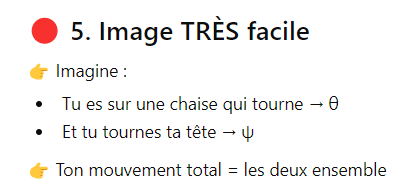 🔴 5. Image TRÈS facile
👉 Imagine :
• Tu es sur une chaise qui tourne → θ
• Et tu tournes ta tête → ψ
👉 Ton mouvement total = les deux ensemble